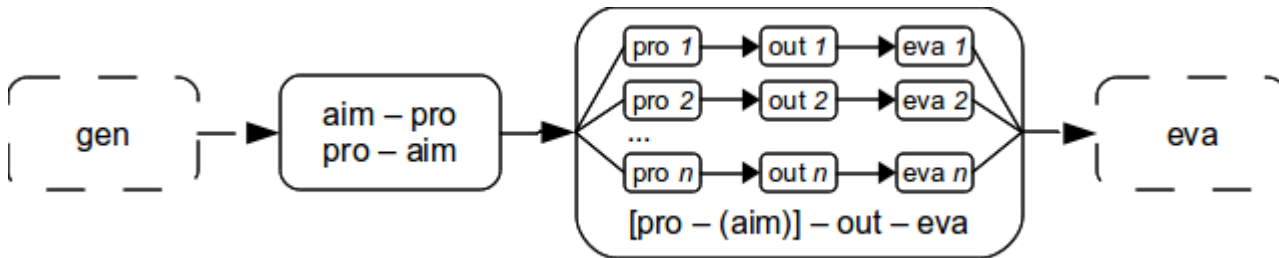 gen
aim – pro
pro – aim
pro 1 out 1 eva 1
pro 2 out 2 eva 2
...
pro n out n eva n
[pro – (aim)] – out – eva
eva